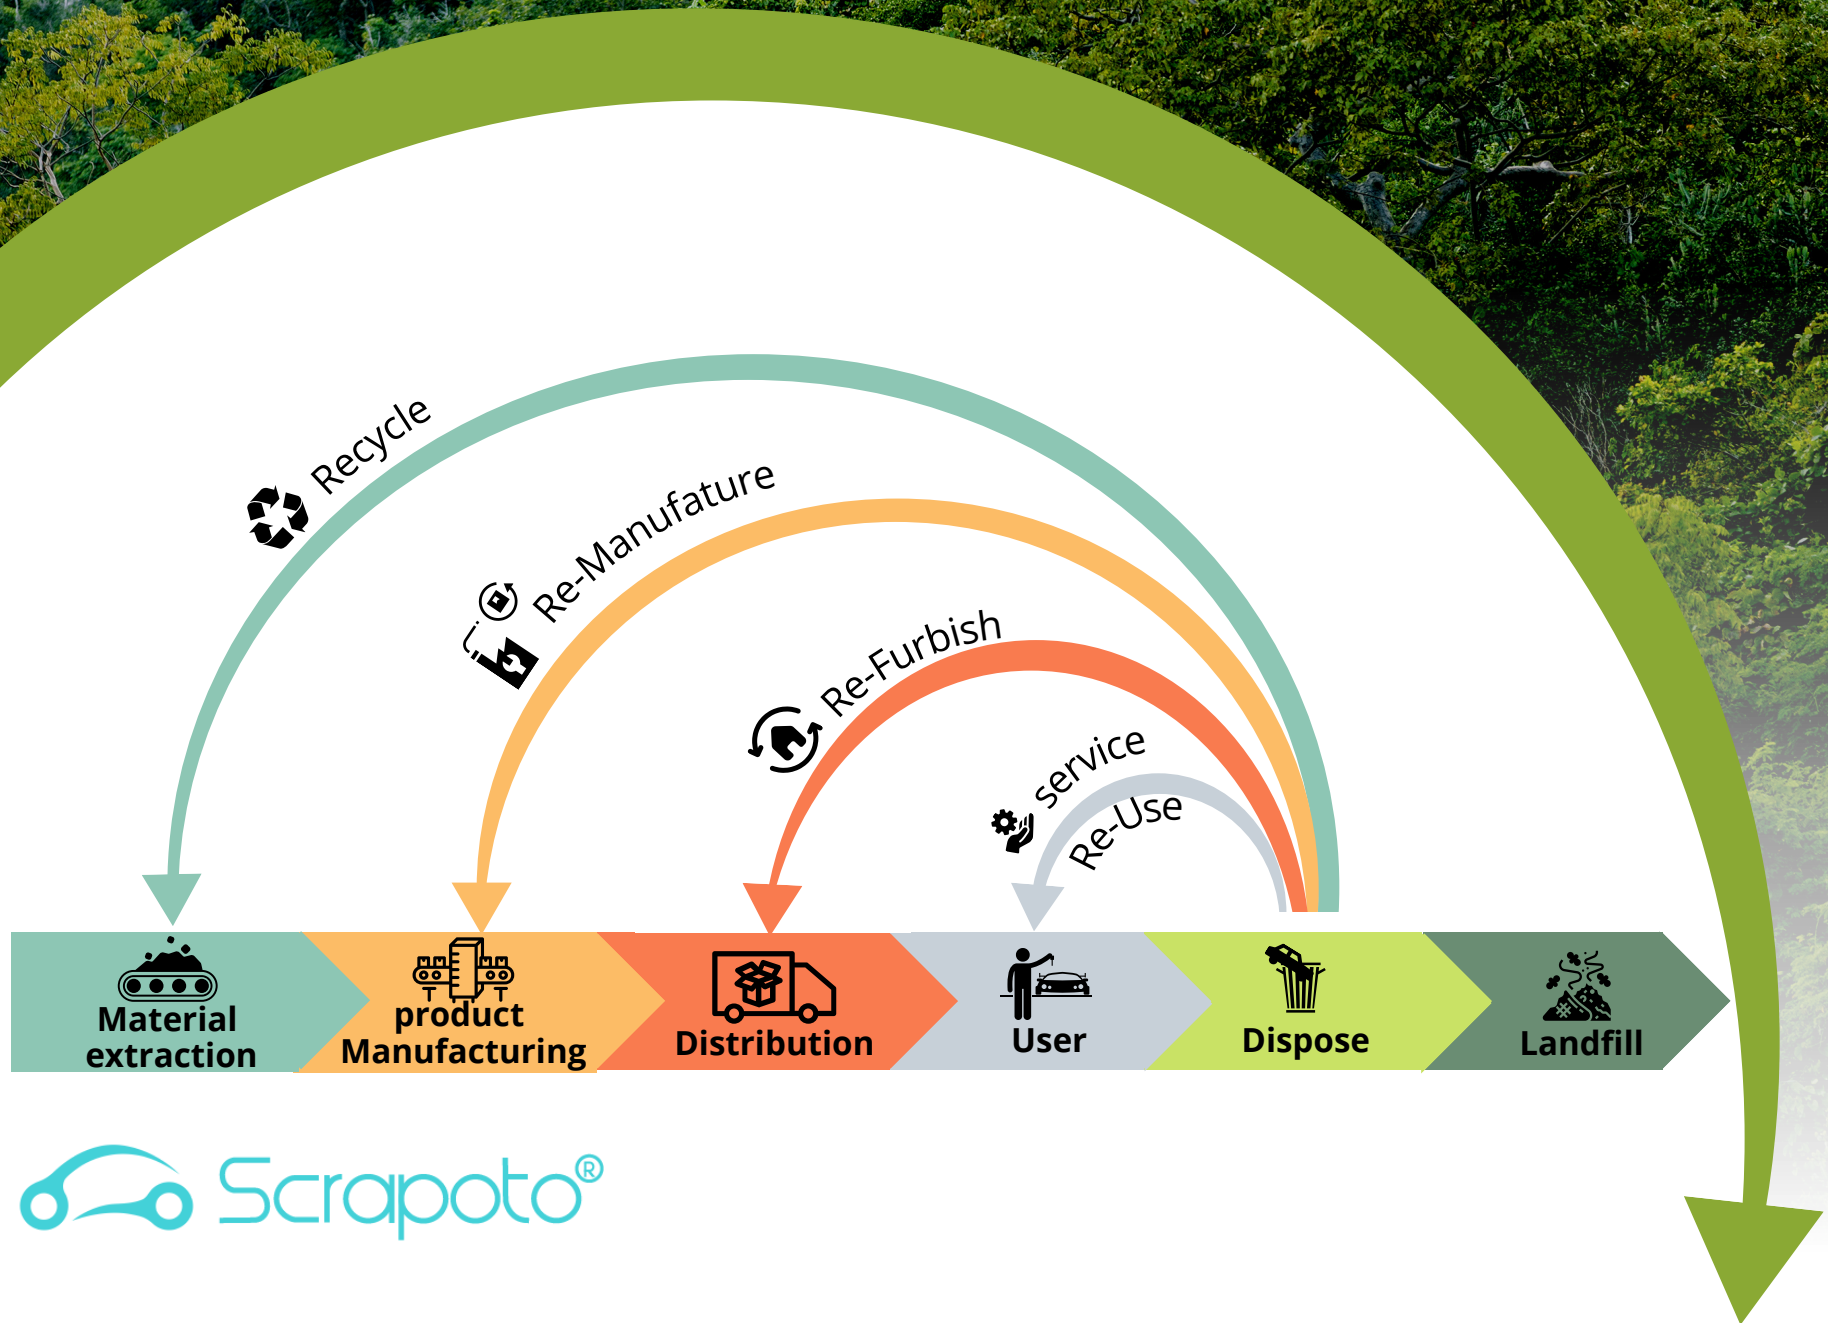 Recycle
Re-Manufature
Re-Furbish
service
Re-Use
Material
extraction
product
Manufacturing
Distribution
User
Dispose
Landfill
Scrapoto®